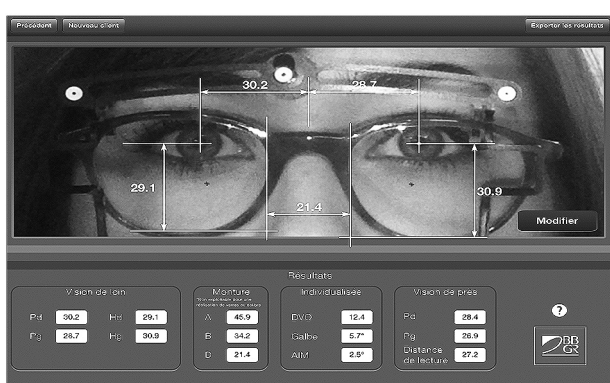 Précédent
Nouveau client
Exporter les résultats
30.2
28.7
29.1
30.9
21.4
Modifier
Résultats
Vision de loin
Pd 30.2 Hd 29.1
Pg 28.7 Hg 30.9
Monture
A 45.9
B 34.2
D 21.4
Individualisée
DVO 12.4
Galbe 5.7°
AIM 2.5°
Vision de près
Pd 28.4
Pg 26.9
Distance
de lecture 27.2
?
BB
GR